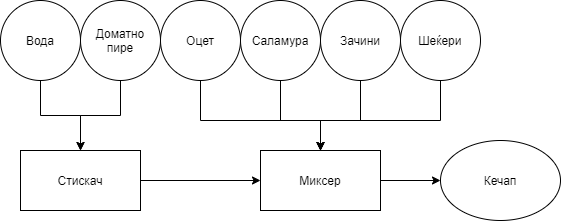 Вода
Доматно
пире
Оцет
Саламура
Зачини
Шеќери
Стискач
Миксер
Кечап